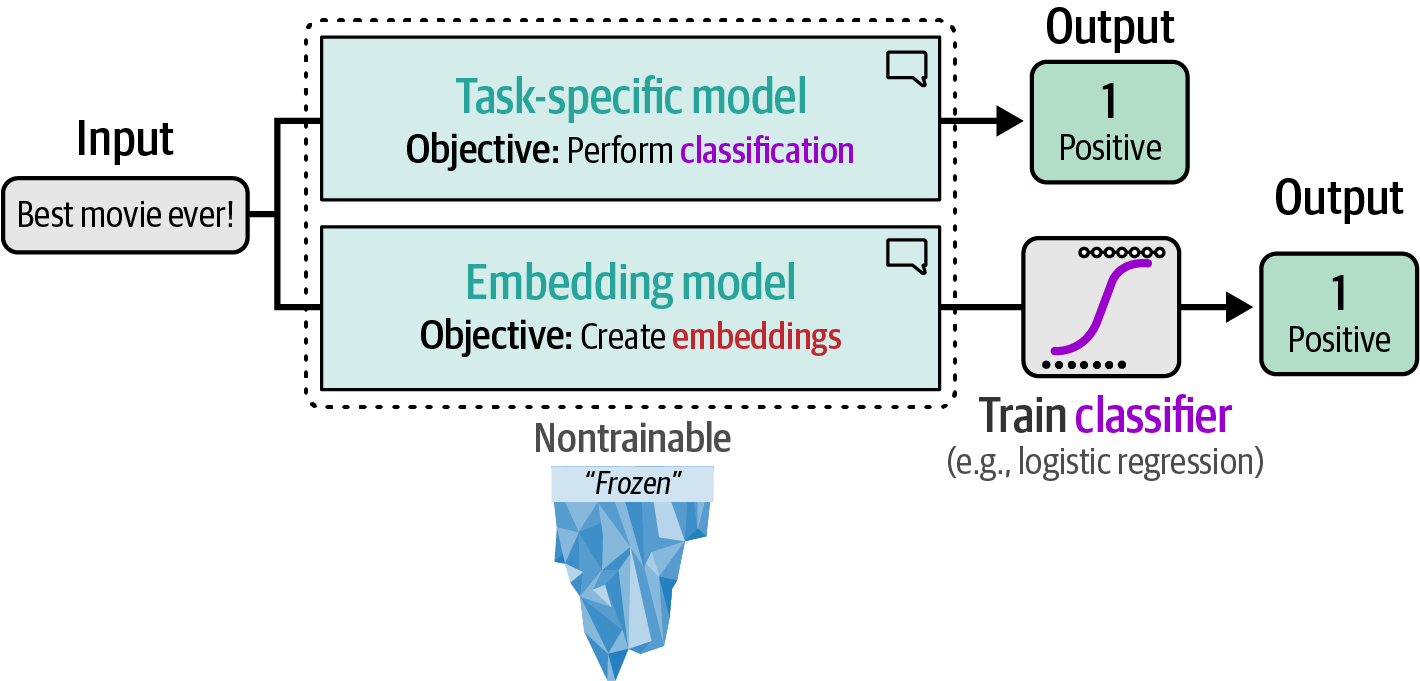 Input
Best movie ever!
Task-specific model
Objective: Perform classification
Output
1
Positive
Embedding model
Objective: Create embeddings
Train classifier
(e.g., logistic regression)
Output
1
Positive
Nontrainable
“Frozen”